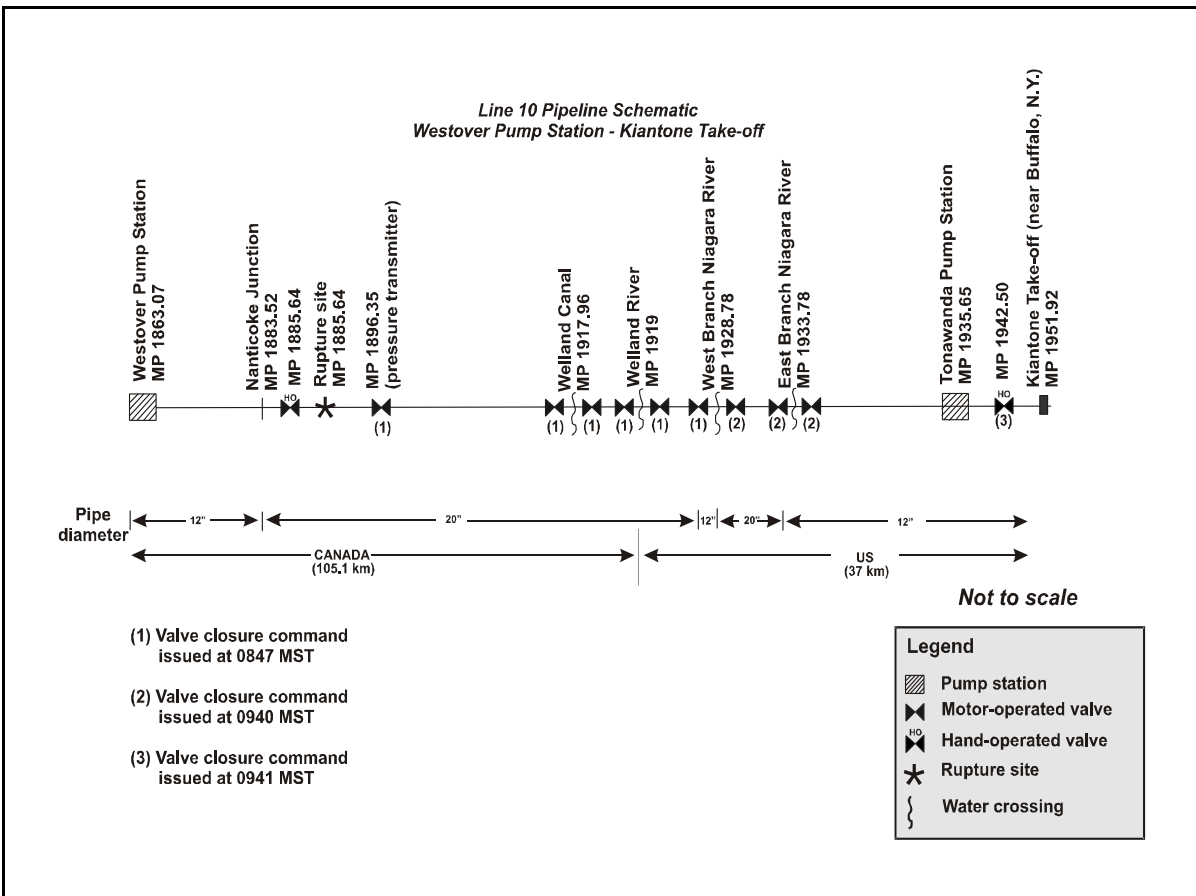 Line 10 Pipeline Schematic
Westover Pump Station - Kiantone Take-off
Westover Pump Station
MP 1863.07
Nanticoke Junction
MP 1883.52
MP 1885.64
Rupture site
MP 1885.64
MP 1896.35
(pressure transmitter)
Welland Canal
MP 1917.96
Welland River
MP 1919
West Branch Niagara River
MP 1928.78
East Branch Niagara River
MP 1933.78
Tonawanda Pump Station
MP 1935.65
MP 1942.50
Kiantone Take-off (near Buffalo, N.Y.)
MP 1951.92
HO
HO
(1)
(1)
(1)
(1)
(1)
(1)
(2)
(2)
(2)
(3)
Pipe
diameter
12"
20"
12"
20"
12"
CANADA
(105.1 km)
US
(37 km)
Not to scale
(1) Valve closure command
issued at 0847 MST
(2) Valve closure command
issued at 0940 MST
(3) Valve closure command
issued at 0941 MST
Legend
Pump station
Motor-operated valve
HO
Hand-operated valve
Rupture site
Water crossing